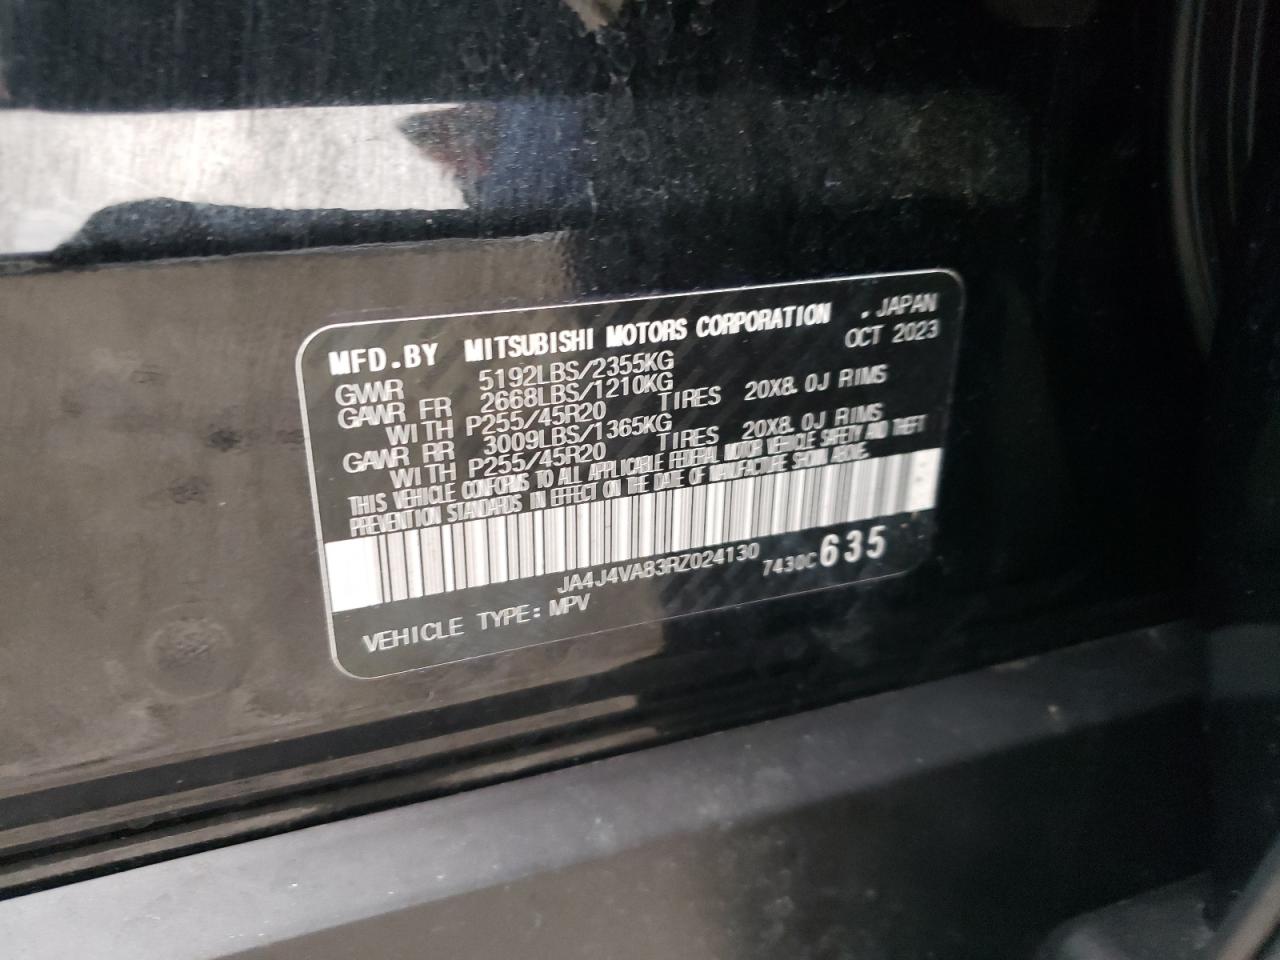 MFD.BY MITSUBISHI MOTORS CORPORATION . JAPAN
OCT 2023
GVWR 5192LBS/2355KG
GAWR FR 2668LBS/1210KG
WITH P255/45R20 TIRES 20X8.0J RIMS
GAWR RR 3009LBS/1365KG
WITH P255/45R20 TIRES 20X8.0J RIMS
THIS VEHICLE CONFORMS TO ALL APPLICABLE FEDERAL MOTOR VEHICLE SAFETY AND THEFT
PREVENTION STANDARDS IN EFFECT ON THE DATE OF MANUFACTURE SHOWN ABOVE.
JA4J4VA83RZ024130 7430C635
VEHICLE TYPE: MPV